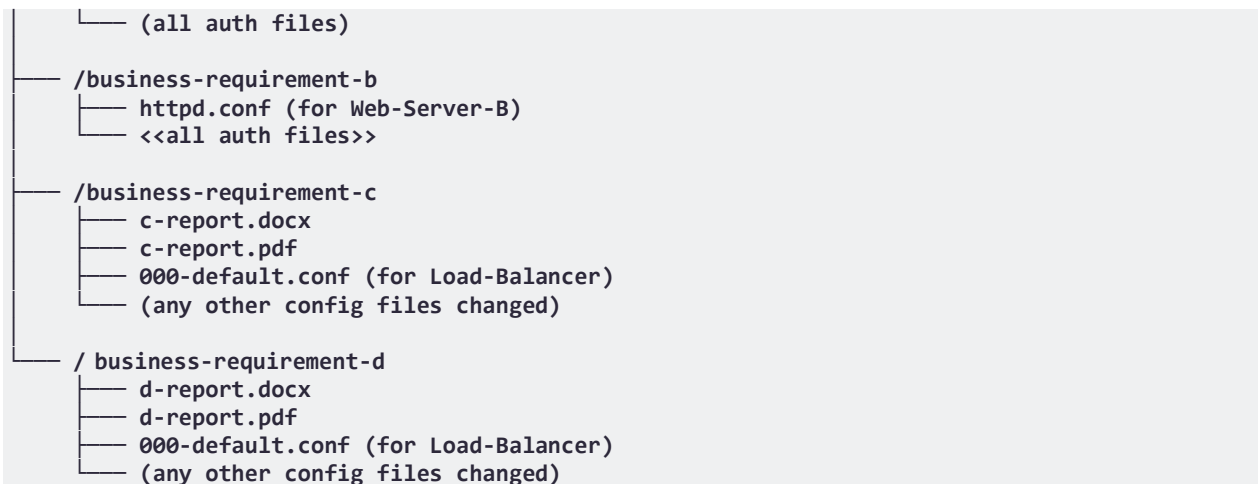 │     └─── (all auth files)
│
├─── /business-requirement-b
│     ├─── httpd.conf (for Web-Server-B)
│     └─── <<all auth files>>
│
├─── /business-requirement-c
│     ├─── c-report.docx
│     ├─── c-report.pdf
│     ├─── 000-default.conf (for Load-Balancer)
│     └─── (any other config files changed)
│
└─── / business-requirement-d
      ├─── d-report.docx
      ├─── d-report.pdf
      ├─── 000-default.conf (for Load-Balancer)
      └─── (any other config files changed)